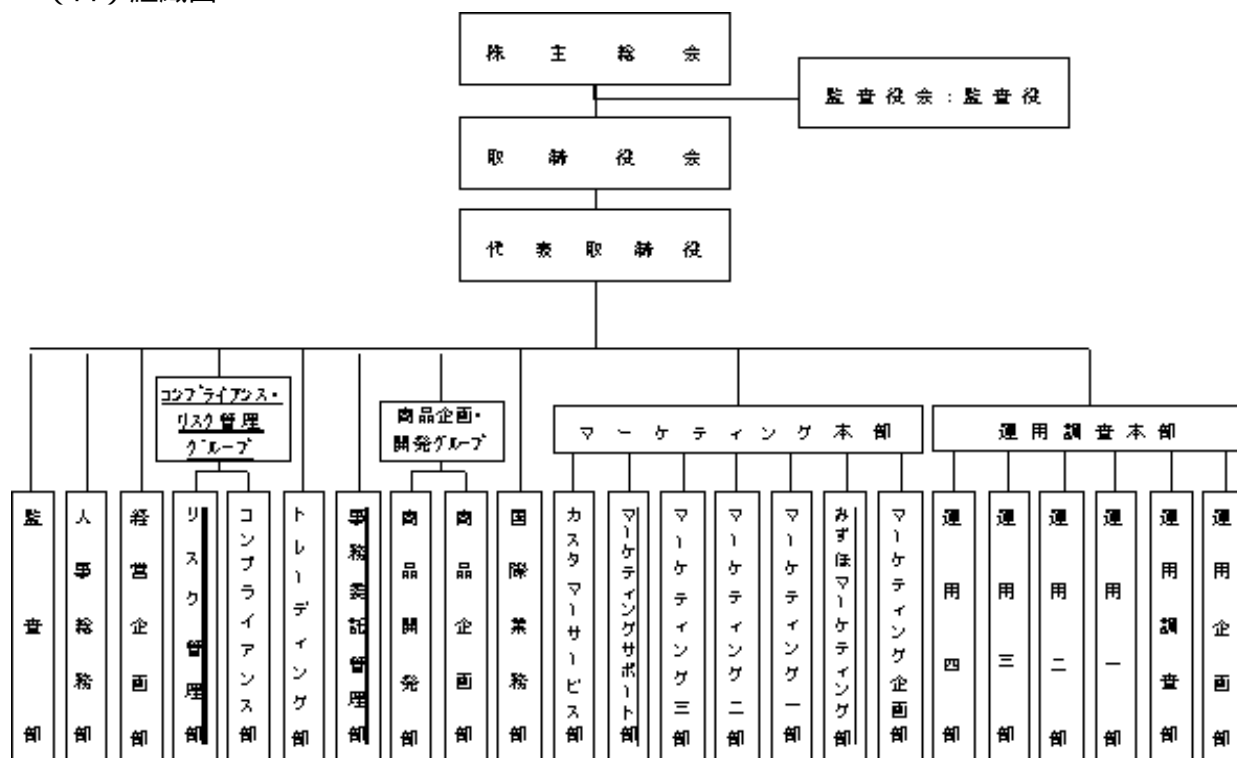 組織図
株主総会
監査役会：監査役
取締役会
代表取締役
コンプライアンス・
リスク管理
グループ
商品企画・
開発グループ
マーケティング本部
運用調査本部
監査部
人事総務部
経営企画部
リスク管理部
コンプライアンス部
トレーディング部
事務委託管理部
商品開発部
商品企画部
国際業務部
カスタマーサービス部
マーケティングサポート部
マーケティング三部
マーケティング二部
マーケティング一部
みずほマーケティング部
マーケティング企画部
運用四部
運用三部
運用二部
運用一部
運用調査部
運用企画部